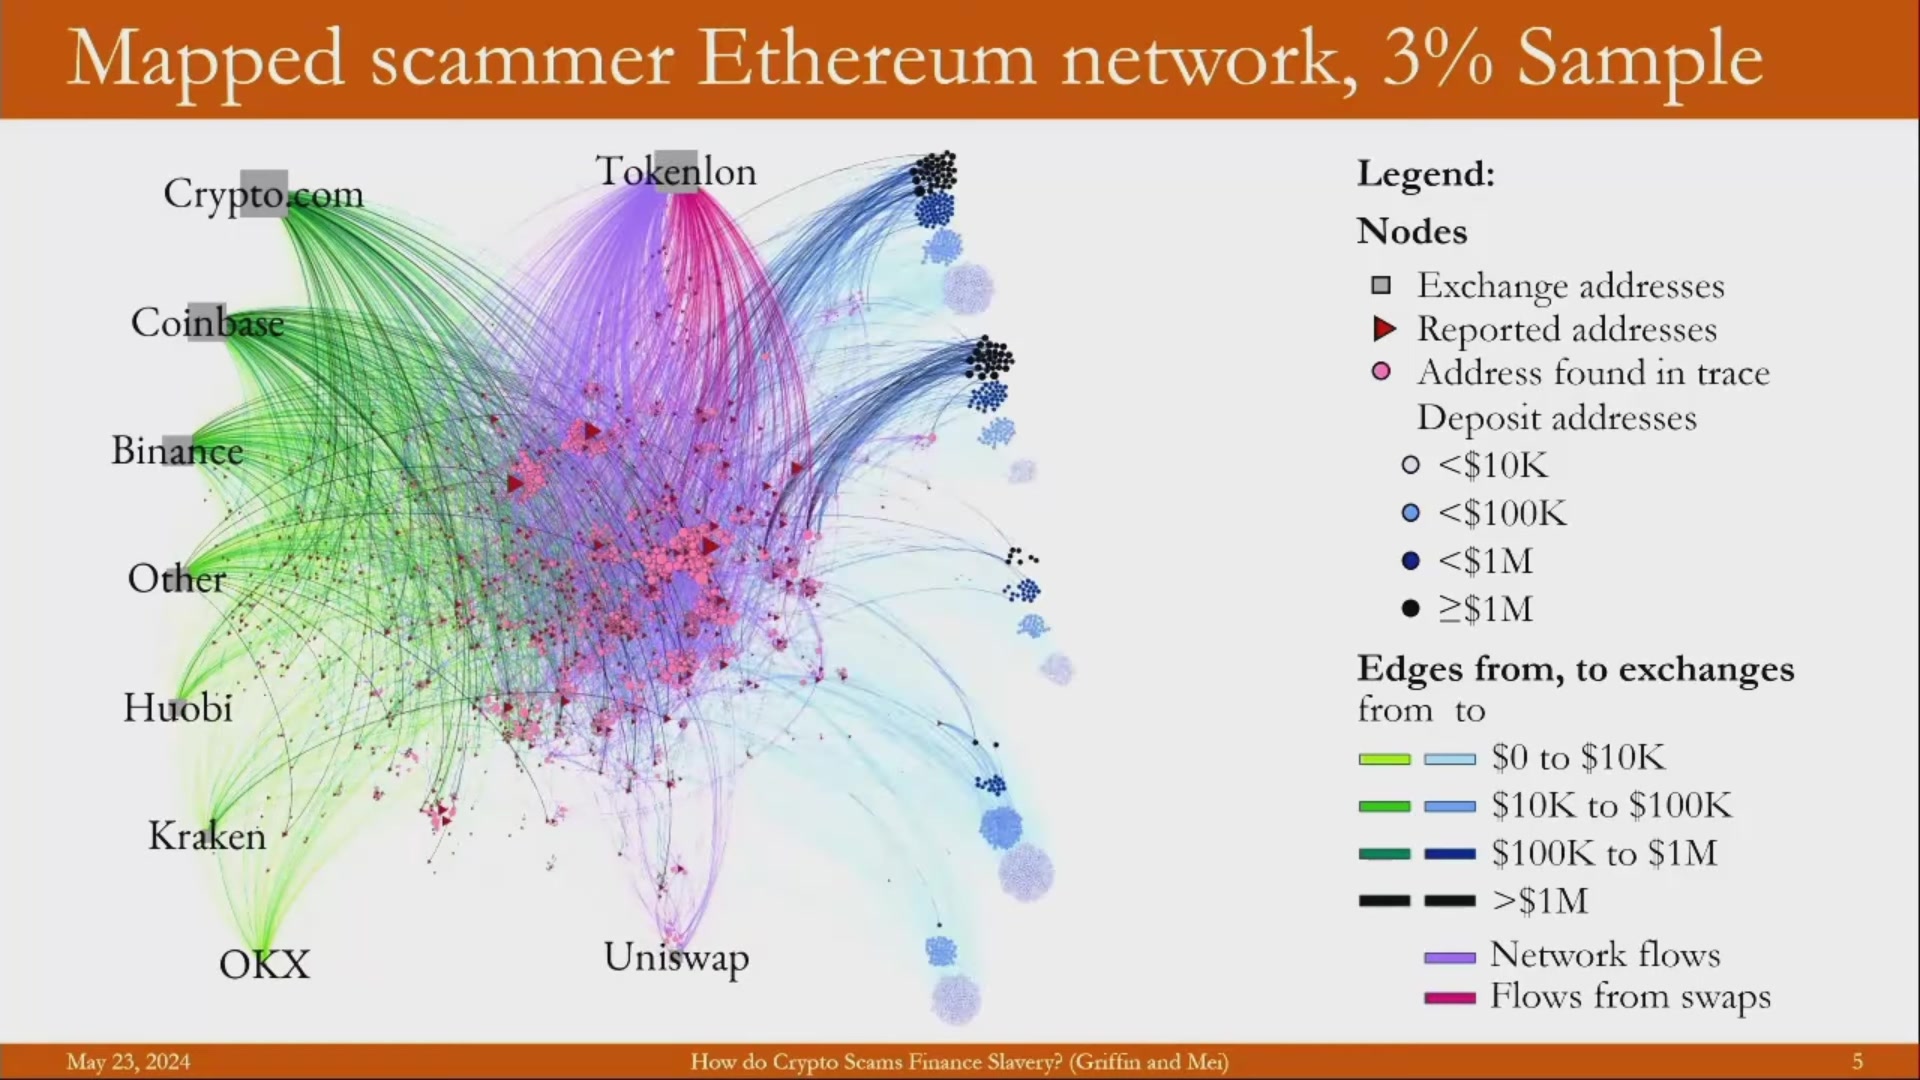 Mapped scammer Ethereum network, 3% Sample
Crypto.com
Tokenlon
Coinbase
Binance
Other
Huobi
Kraken
OKX
Uniswap
Legend:
Nodes
Exchange addresses
Reported addresses
Address found in trace
Deposit addresses
<$10K
<$100K
<$1M
≥$1M
Edges from, to exchanges
from to
$0 to $10K
$10K to $100K
$100K to $1M
>$1M
Network flows
Flows from swaps
May 23, 2024
How do Crypto Scams Finance Slavery? (Griffin and Mei)
5